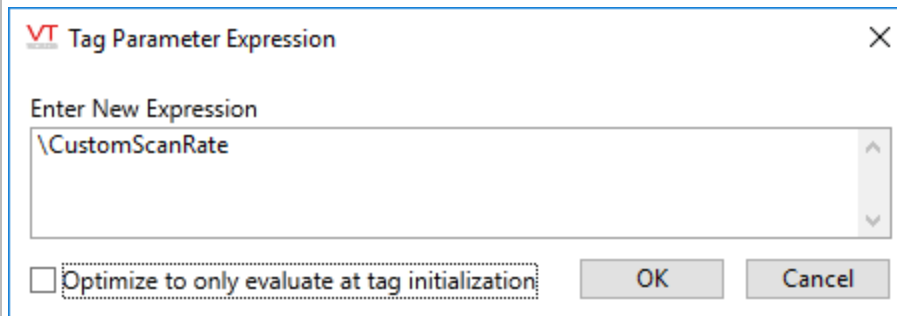 VT Tag Parameter Expression
Enter New Expression
\CustomScanRate
Optimize to only evaluate at tag initialization OK Cancel